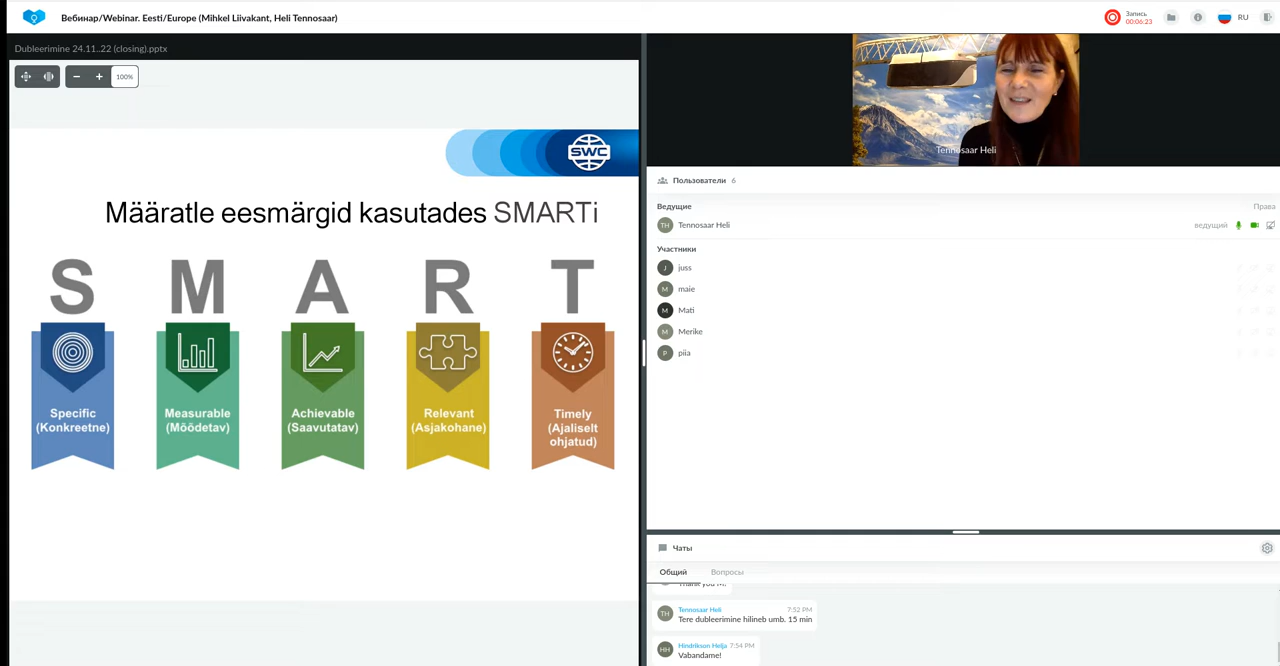 Вебинар/Webinar. Eesti/Europe (Mihkel Liivakant, Heli Tennosaar)
Запись
00:06:23
RU
Dubleerimine 24.11..22 (closing).pptx
100%
SWC
Määratle eesmärgid kasutades SMARTi
S M A R T
Specific
(Konkreetne)
Measurable
(Mõõdetav)
Achievable
(Saavutatav)
Relevant
(Asjakohane)
Timely
(Ajaliselt
ohjatud)
Tennosaar Heli
Пользователи 6
Ведущие Права
TH Tennosaar Heli ведущий
Участники
J juss
M maie
M Mati
M Merike
P piia
Чаты
Общий Вопросы
TH Tennosaar Heli 7:52 PM
Tere dubleerimine hilineb umb. 15 min
HH Hindrikson Helja 7:54 PM
Vabandame!